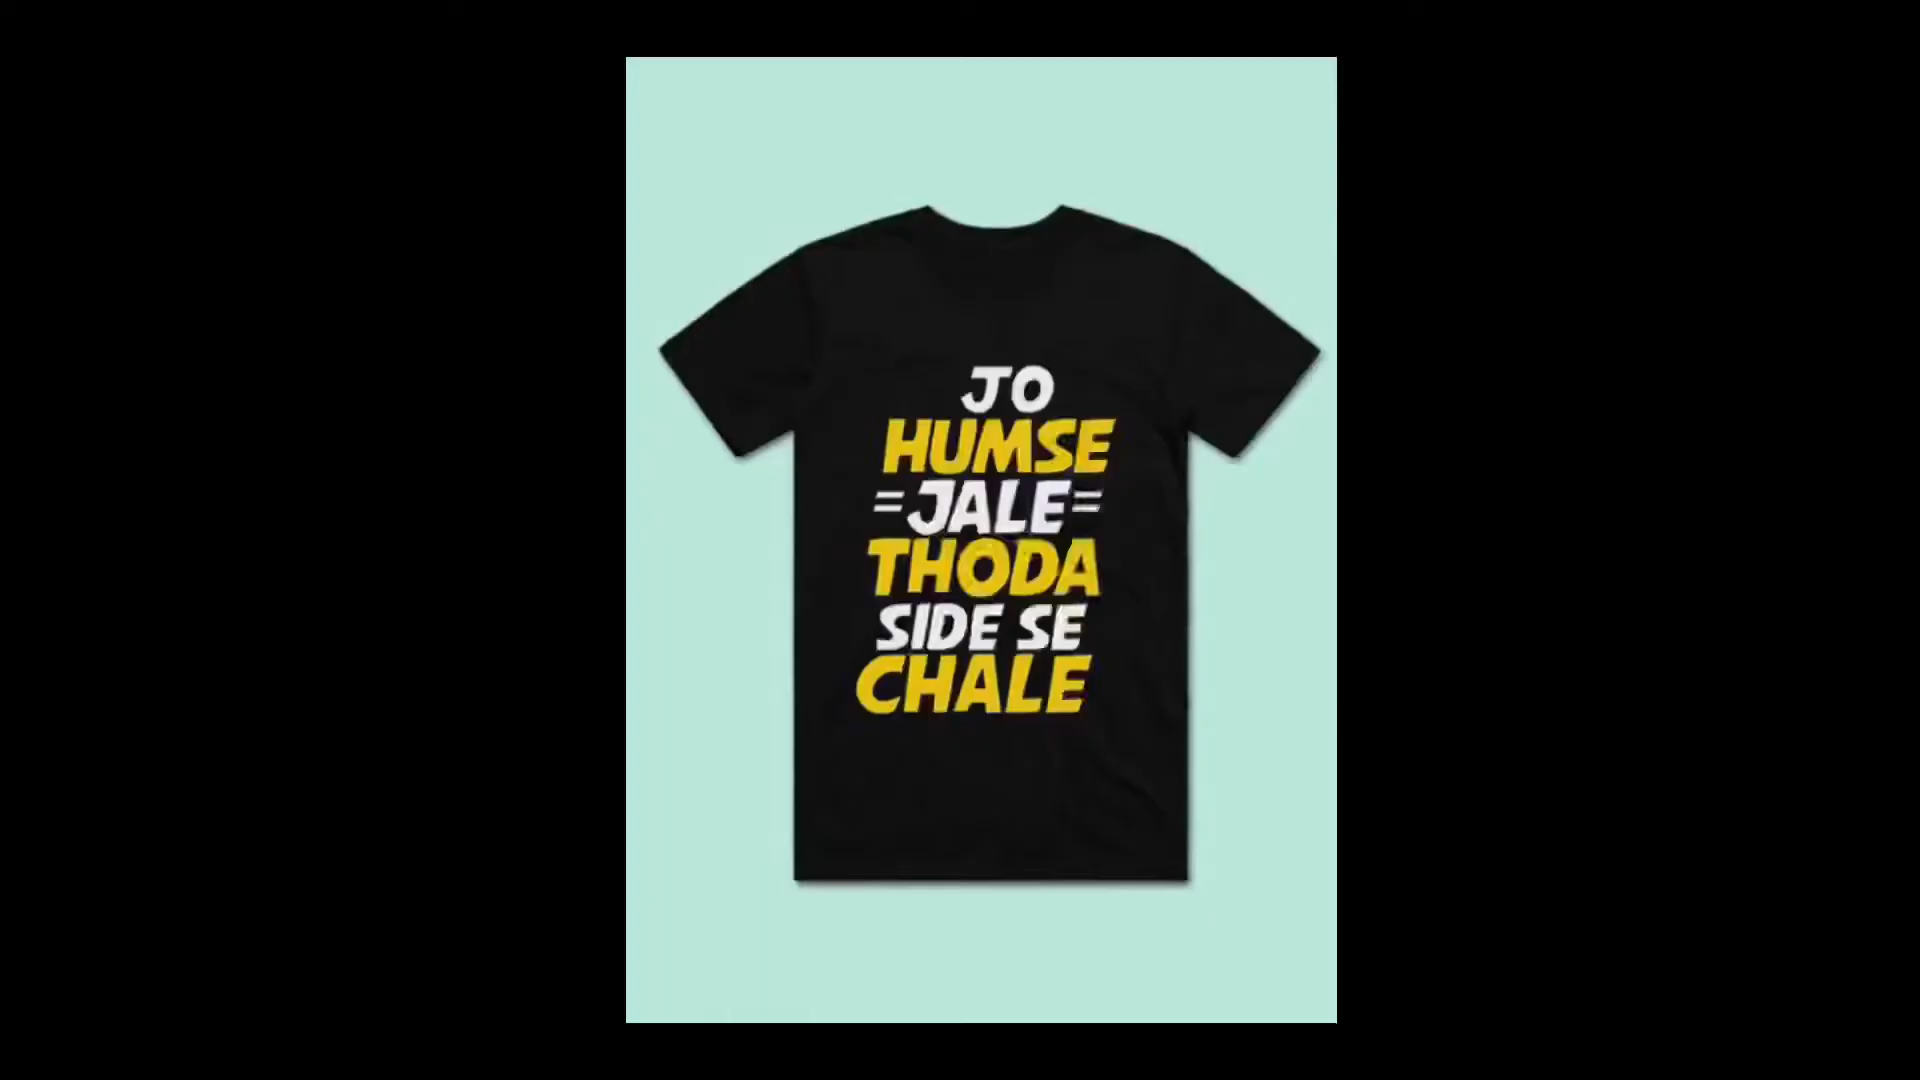 JO
HUMSE
=JALE=
THODA
SIDE SE
CHALE